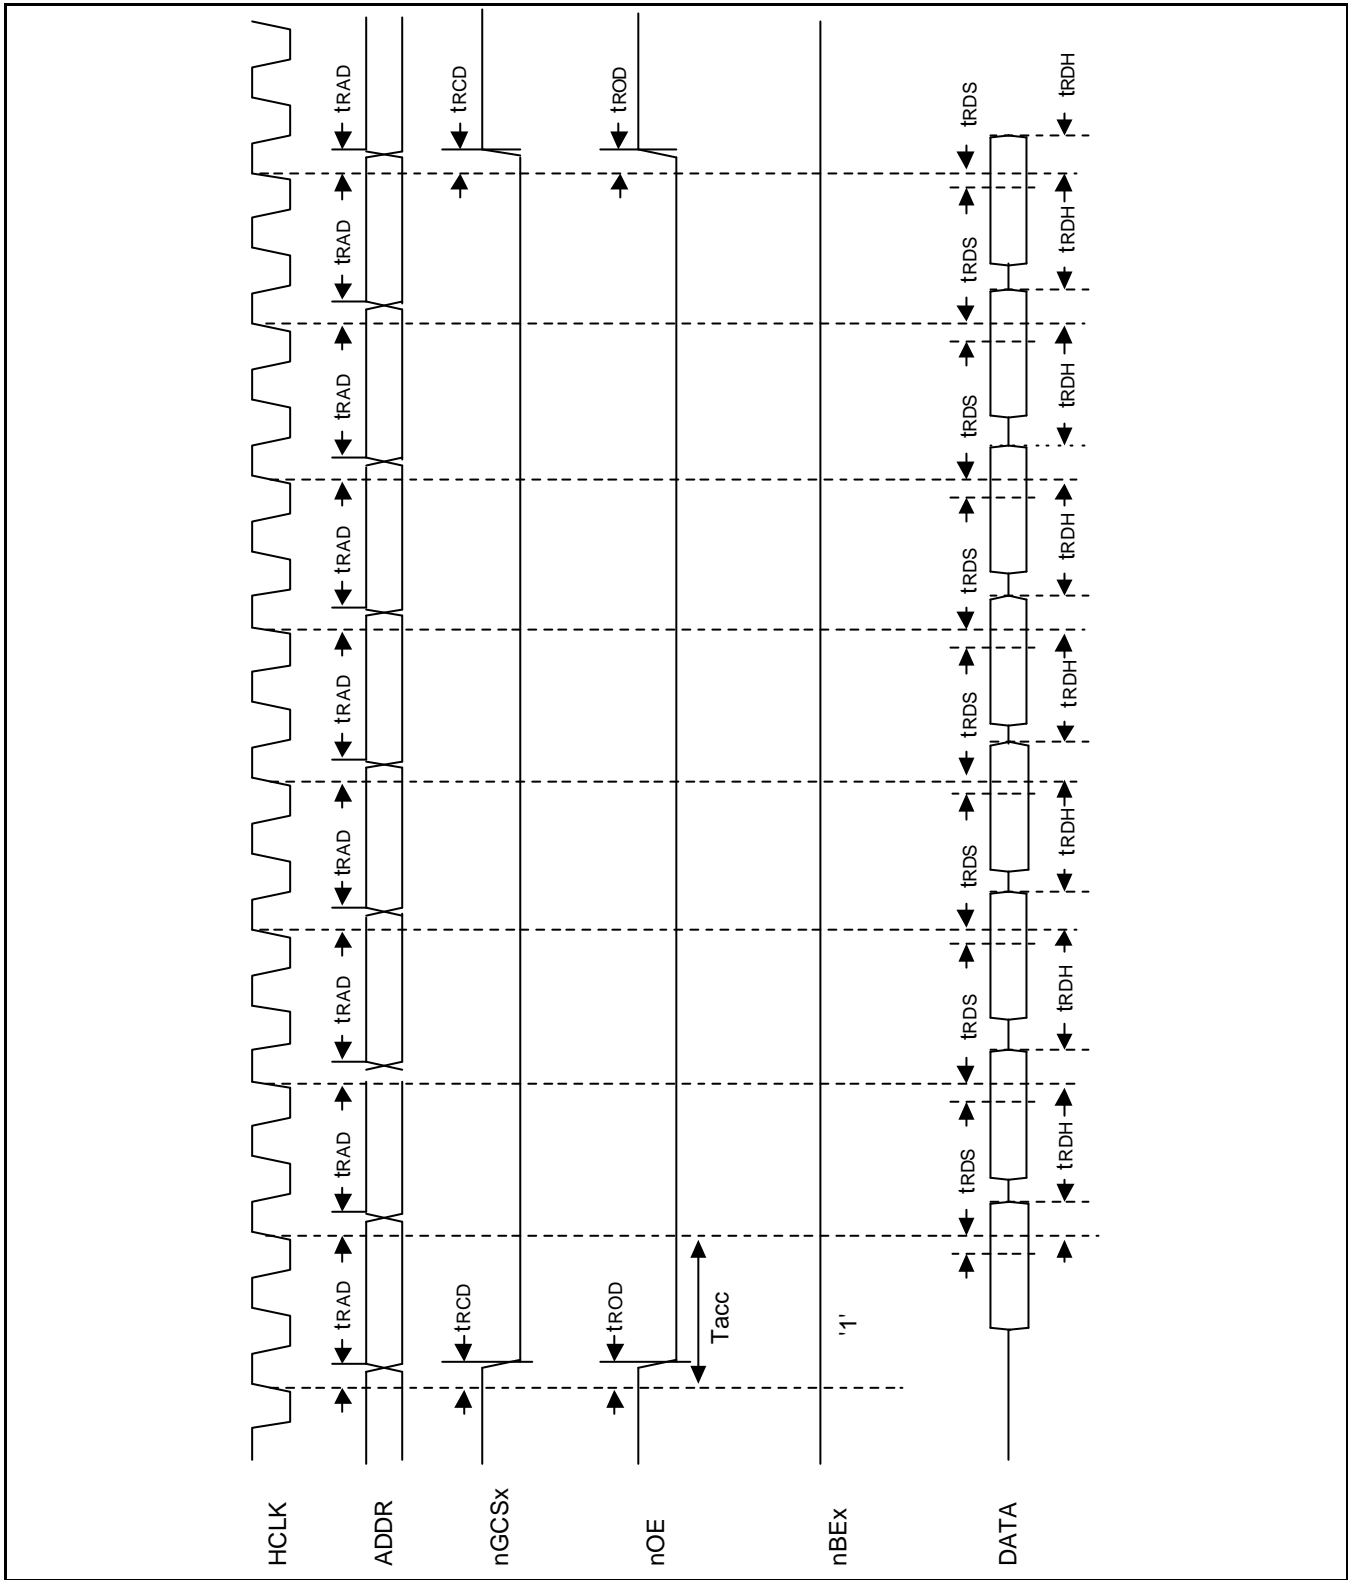 HCLK
tRAD tRAD tRAD tRAD tRAD tRAD tRAD tRAD tRAD
ADDR
tRCD tRCD
nGCSx
tROD tROD
nOE
Tacc
nBEx
'1'
tRDS tRDS tRDS tRDS tRDS tRDS tRDS tRDS
DATA
tRDH tRDH tRDH tRDH tRDH tRDH tRDH tRDH